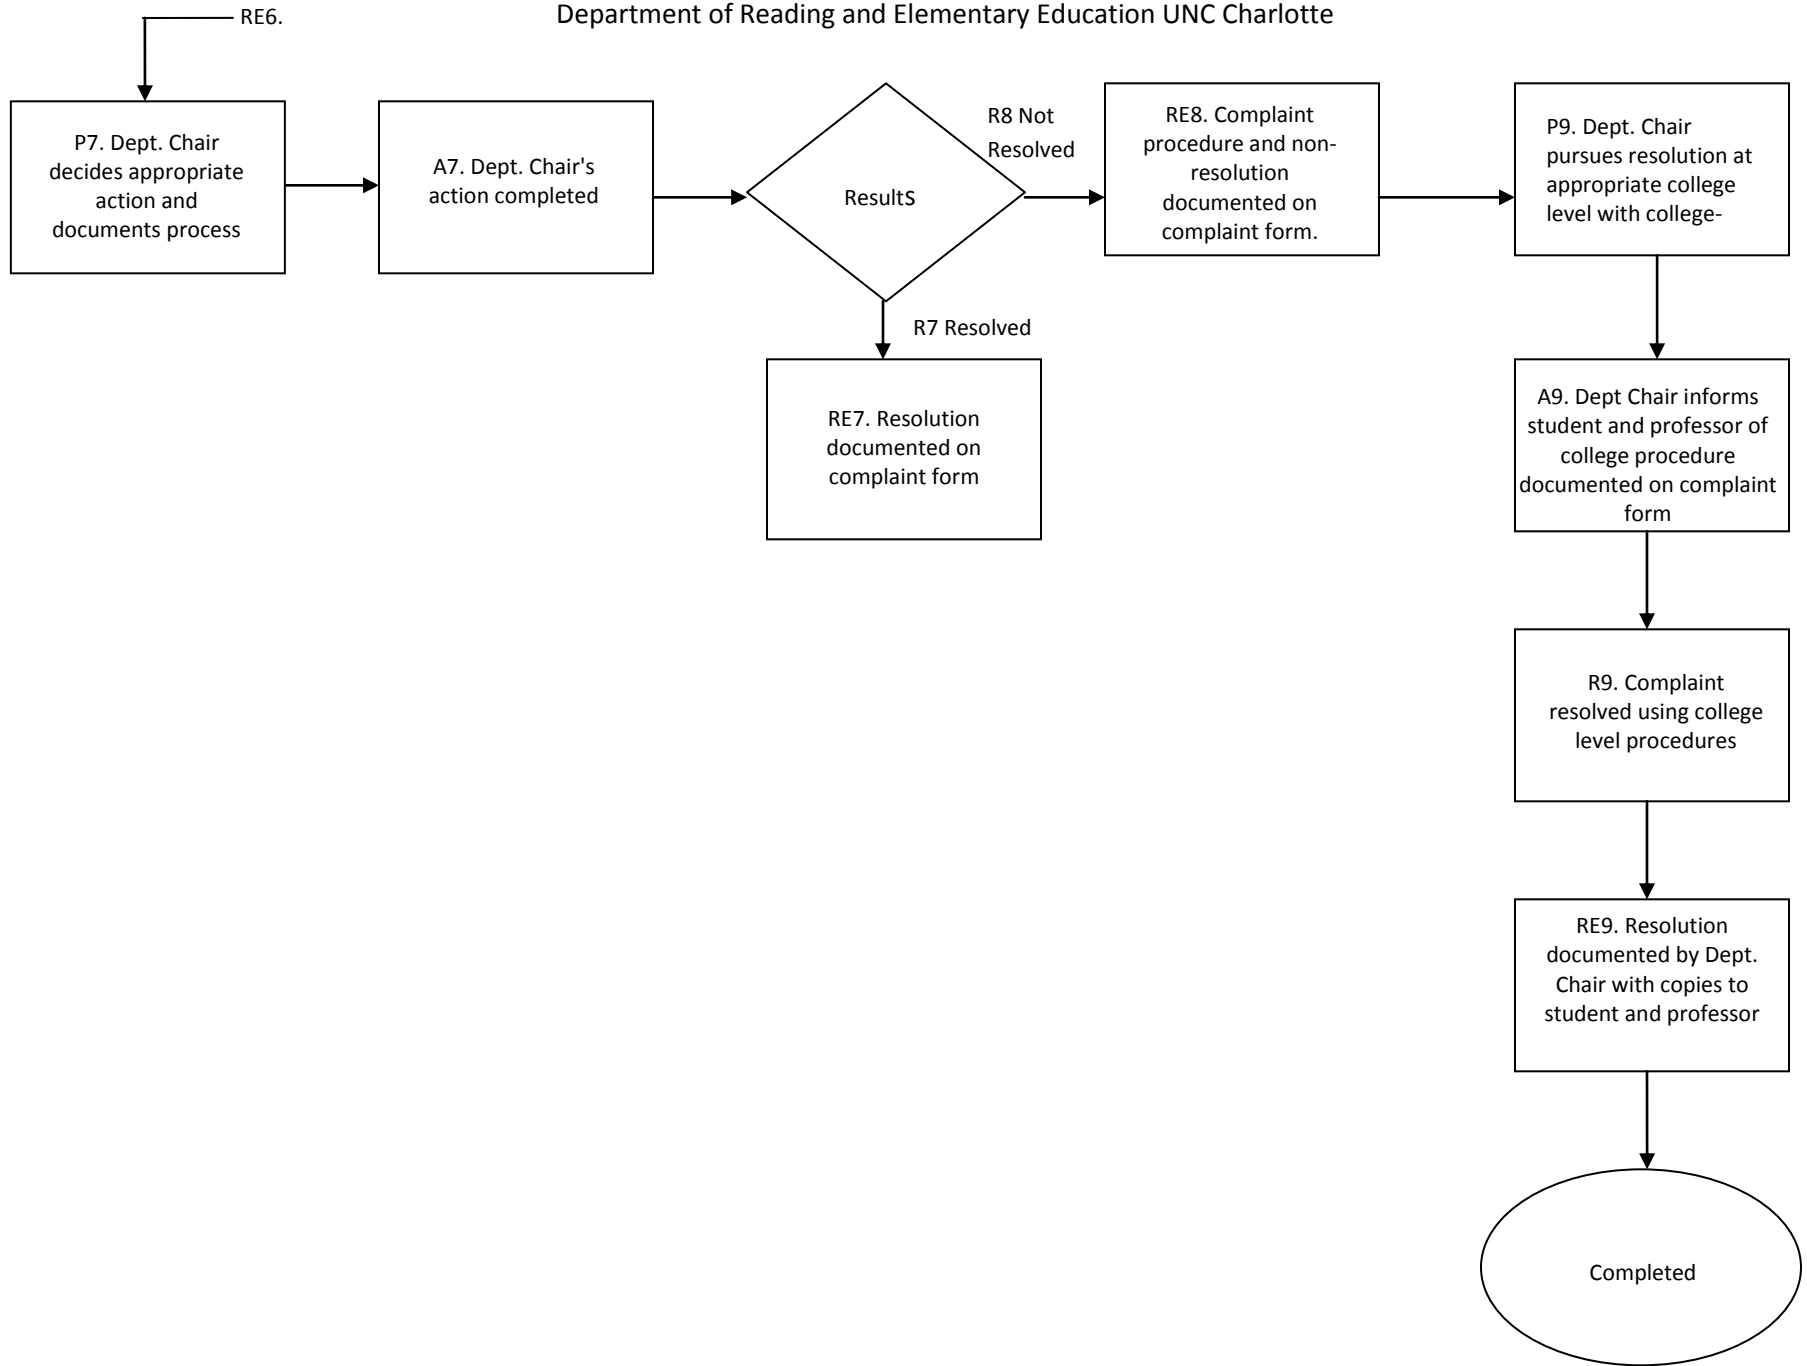 RE6.
Department of Reading and Elementary Education UNC Charlotte
P7. Dept. Chair
decides appropriate
action and
documents process
A7. Dept. Chair's
action completed
Results
R8 Not
Resolved
RE8. Complaint
procedure and non-
resolution
documented on
complaint form.
P9. Dept. Chair
pursues resolution at
appropriate college
level with college-
R7 Resolved
RE7. Resolution
documented on
complaint form
A9. Dept Chair informs
student and professor of
college procedure
documented on complaint
form
R9. Complaint
resolved using college
level procedures
RE9. Resolution
documented by Dept.
Chair with copies to
student and professor
Completed